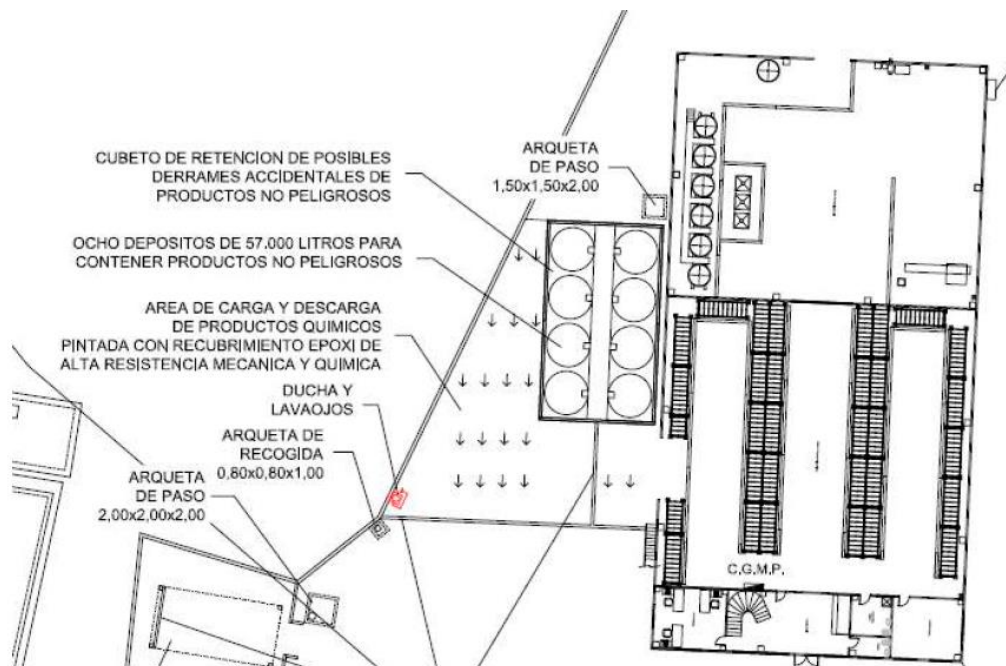 CUBETO DE RETENCION DE POSIBLES
DERRAMES ACCIDENTALES DE
PRODUCTOS NO PELIGROSOS
ARQUETA
DE PASO
1,50x1,50x2,00
OCHO DEPOSITOS DE 57.000 LITROS PARA
CONTENER PRODUCTOS NO PELIGROSOS
AREA DE CARGA Y DESCARGA
DE PRODUCTOS QUIMICOS
PINTADA CON RECUBRIMIENTO EPOXI DE
ALTA RESISTENCIA MECANICA Y QUIMICA
DUCHA Y
LAVAOJOS
ARQUETA DE
RECOGIDA
0,80x0,80x1,00
ARQUETA
DE PASO
2,00x2,00x2,00
C.G.M.P.